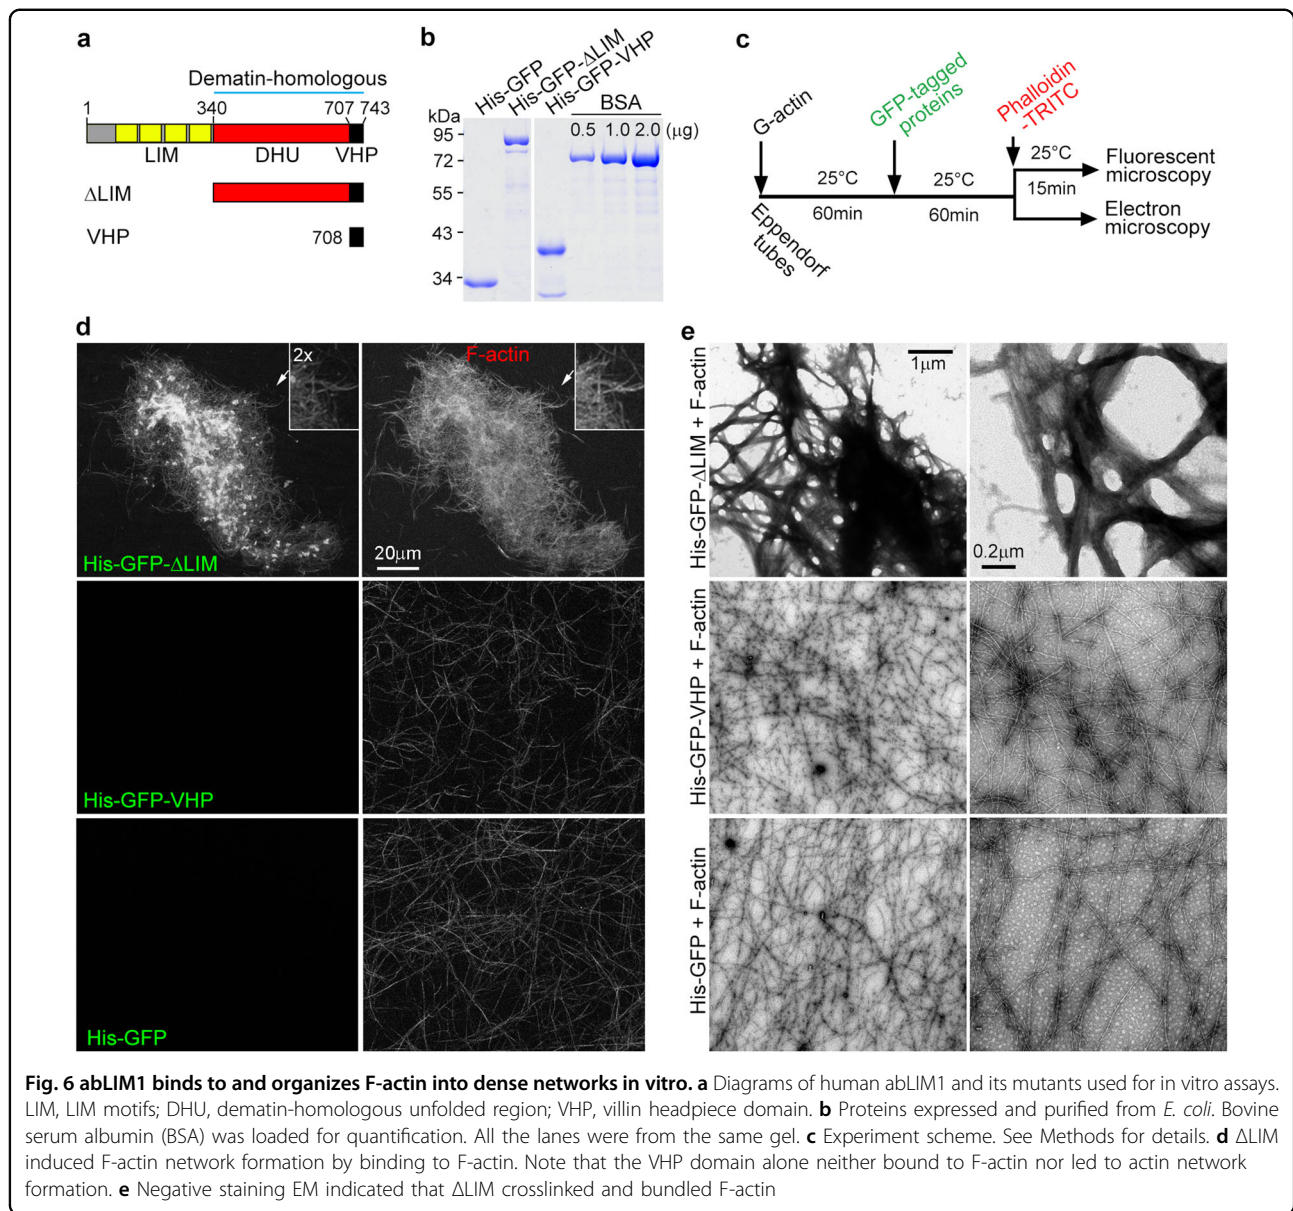 a
Dematin-homologous
1 340 707 743
LIM DHU VHP
ΔLIM
VHP 708
b
His-GFP
His-GFP-ΔLIM
His-GFP-VHP
BSA
kDa
0.5 1.0 2.0 (μg)
95
72
55
43
34
c
G-actin
GFP-tagged
proteins
Phalloidin
-TRITC
25°C 25°C 25°C
60min 60min 15min
Eppendorf
tubes
Fluorescent
microscopy
Electron
microscopy
d
2x
F-actin
His-GFP-ΔLIM
20μm
His-GFP-VHP
His-GFP
e
His-GFP-ΔLIM + F-actin
1μm
0.2μm
His-GFP-VHP + F-actin
His-GFP + F-actin
Fig. 6 abLIM1 binds to and organizes F-actin into dense networks in vitro. a Diagrams of human abLIM1 and its mutants used for in vitro assays.
LIM, LIM motifs; DHU, dematin-homologous unfolded region; VHP, villin headpiece domain. b Proteins expressed and purified from E. coli. Bovine
serum albumin (BSA) was loaded for quantification. All the lanes were from the same gel. c Experiment scheme. See Methods for details. d ΔLIM
induced F-actin network formation by binding to F-actin. Note that the VHP domain alone neither bound to F-actin nor led to actin network
formation. e Negative staining EM indicated that ΔLIM crosslinked and bundled F-actin